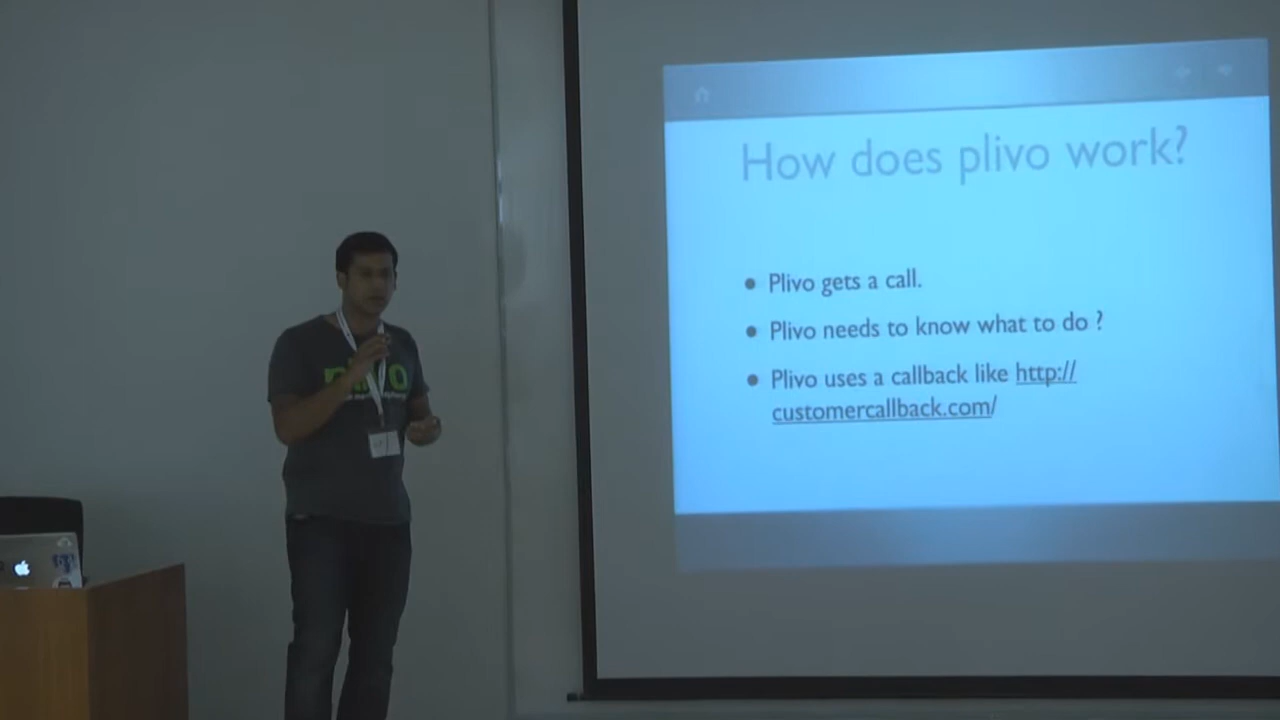 How does plivo work?
Plivo gets a call.
Plivo needs to know what to do ?
Plivo uses a callback like http://
customercallback.com/
plivo